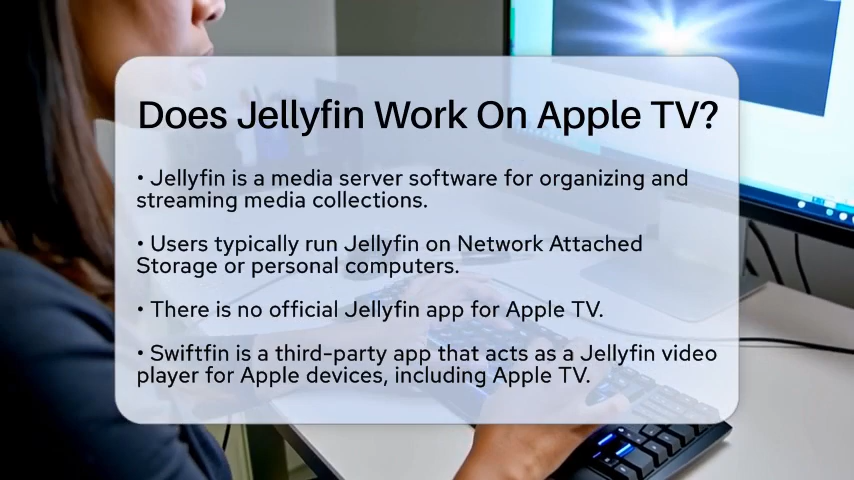 Does Jellyfin Work On Apple TV?
• Jellyfin is a media server software for organizing and
streaming media collections.
• Users typically run Jellyfin on Network Attached
Storage or personal computers.
• There is no official Jellyfin app for Apple TV.
• Swiftfin is a third-party app that acts as a Jellyfin video
player for Apple devices, including Apple TV.